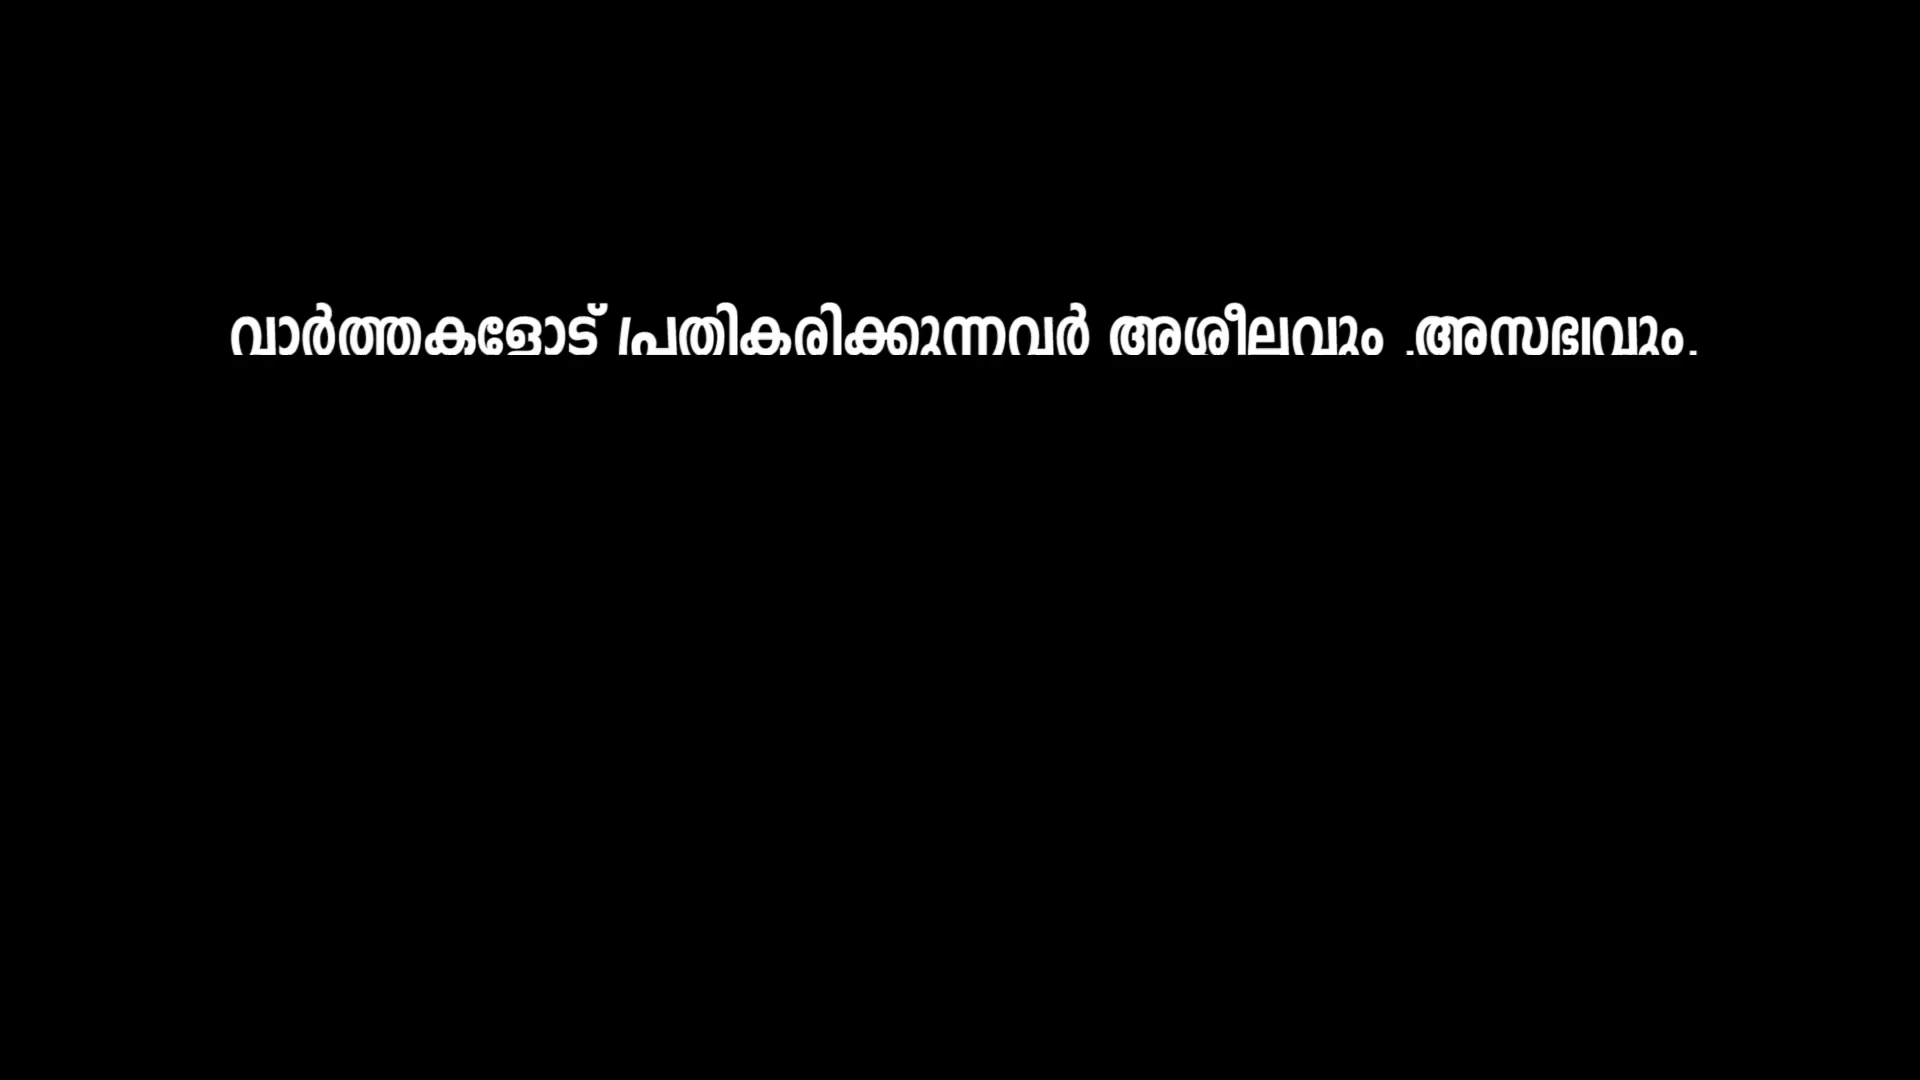 വാർത്തകളോട് പ്രതികരിക്കുന്നവർ അശ്ലീലവും ,അസഭ്യവും,